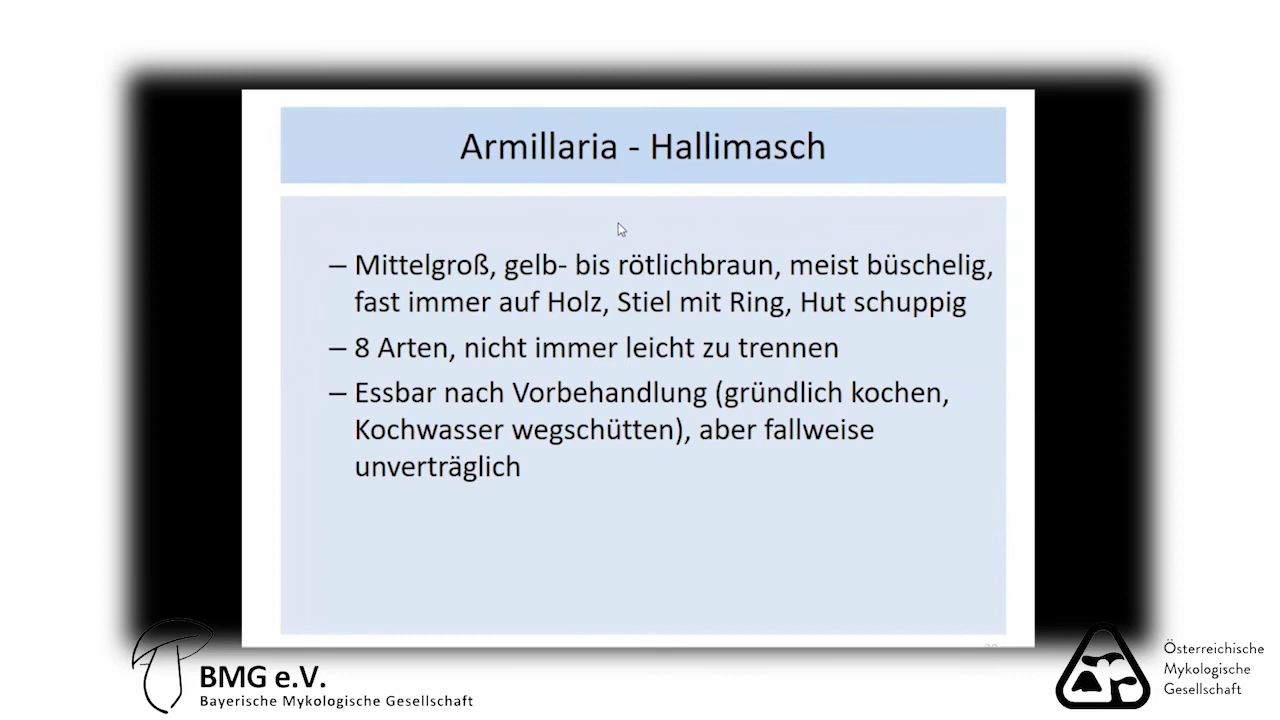 Armillaria - Hallimasch
– Mittelgroß, gelb- bis rötlichbraun, meist büschelig,
fast immer auf Holz, Stiel mit Ring, Hut schuppig
– 8 Arten, nicht immer leicht zu trennen
– Essbar nach Vorbehandlung (gründlich kochen,
Kochwasser wegschütten), aber fallweise
unverträglich
BMG e.V.
Bayerische Mykologische Gesellschaft
Österreichische
Mykologische
Gesellschaft